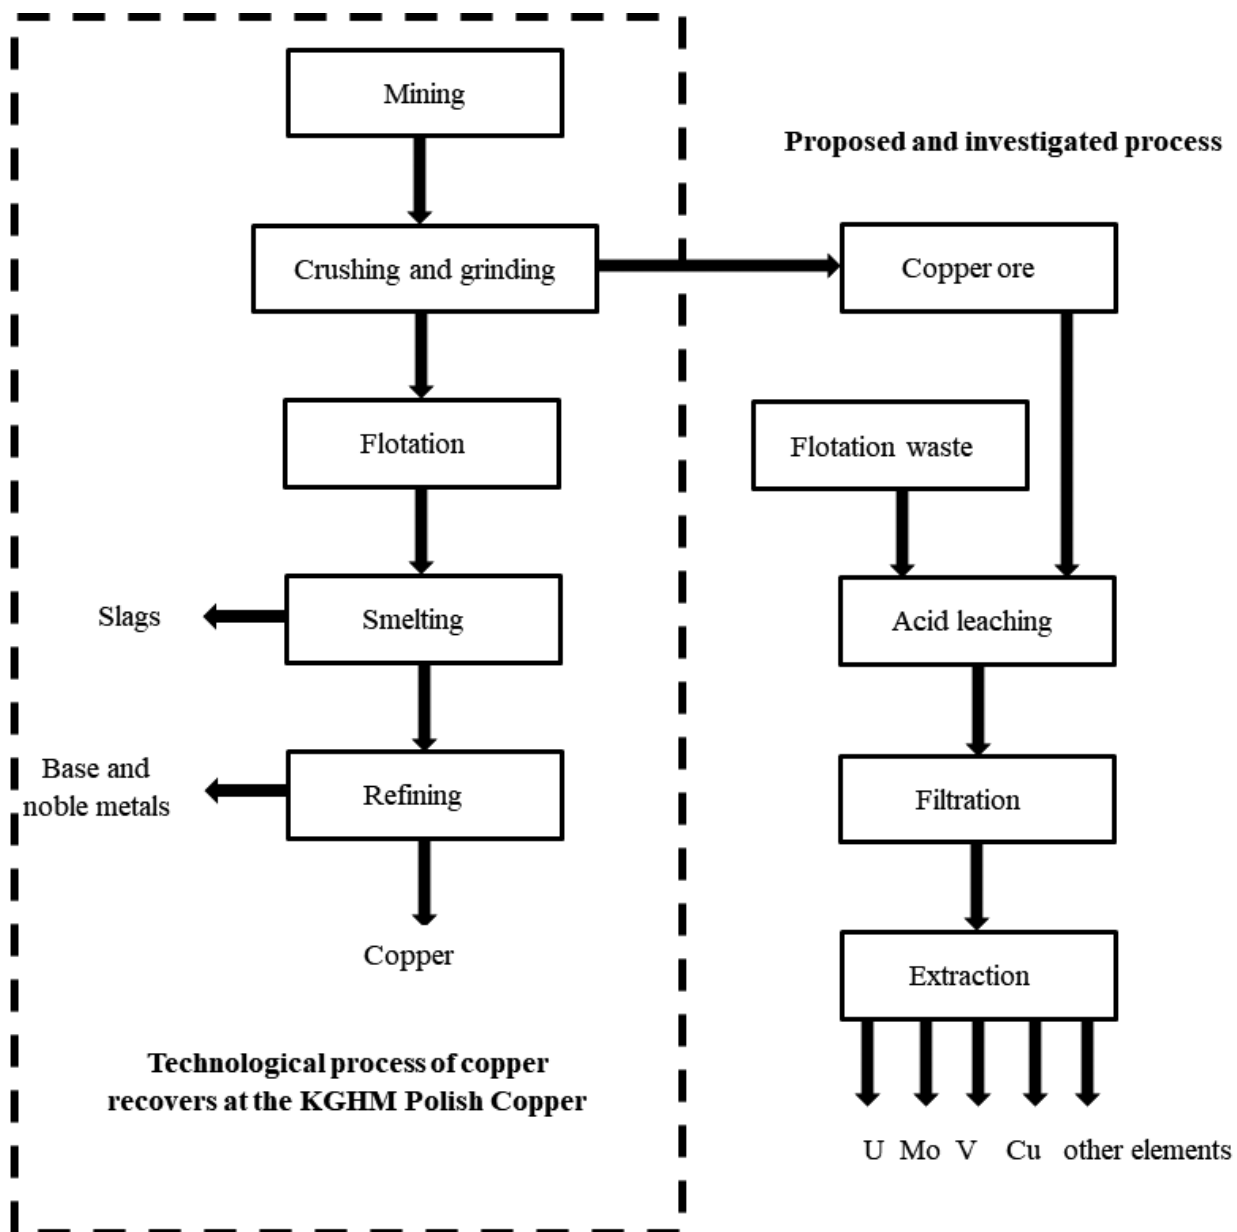 Mining
Proposed and investigated process
Crushing and grinding
Copper ore
Flotation
Flotation waste
Slags
Smelting
Acid leaching
Base and
noble metals
Refining
Filtration
Copper
Extraction
Technological process of copper
recovers at the KGHM Polish Copper
U Mo V Cu other elements